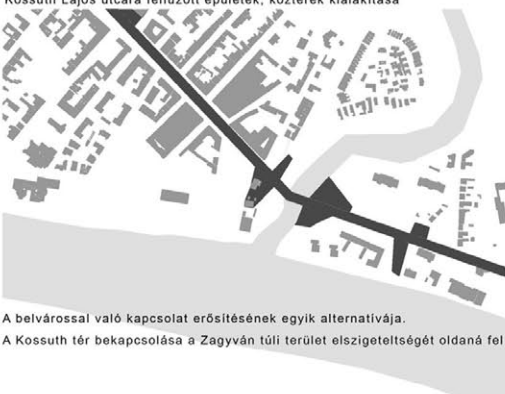 Kossuth Lajos utcára felfűzött épületek, közterek kialakítása
A belvárossal való kapcsolat erősítésének egyik alternatívája.
A Kossuth tér bekapcsolása a Zagyván túli terület elszigeteltségét oldaná fel